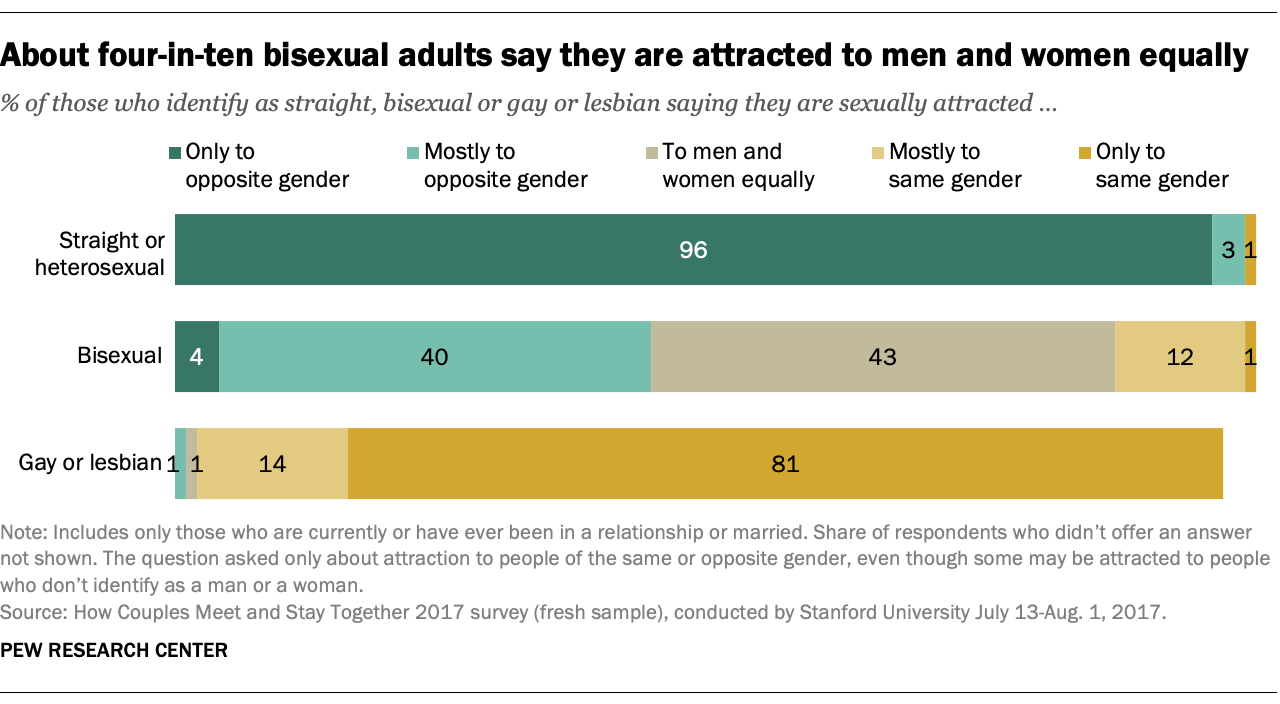 About four-in-ten bisexual adults say they are attracted to men and women equally
% of those who identify as straight, bisexual or gay or lesbian saying they are sexually attracted ...
Only to
opposite gender
Mostly to
opposite gender
To men and
women equally
Mostly to
same gender
Only to
same gender
Straight or
heterosexual
96 3 1
Bisexual 4 40 43 12 1
Gay or lesbian 1 1 14 81
Note: Includes only those who are currently or have ever been in a relationship or married. Share of respondents who didn’t offer an answer
not shown. The question asked only about attraction to people of the same or opposite gender, even though some may be attracted to people
who don’t identify as a man or a woman.
Source: How Couples Meet and Stay Together 2017 survey (fresh sample), conducted by Stanford University July 13-Aug. 1, 2017.
PEW RESEARCH CENTER